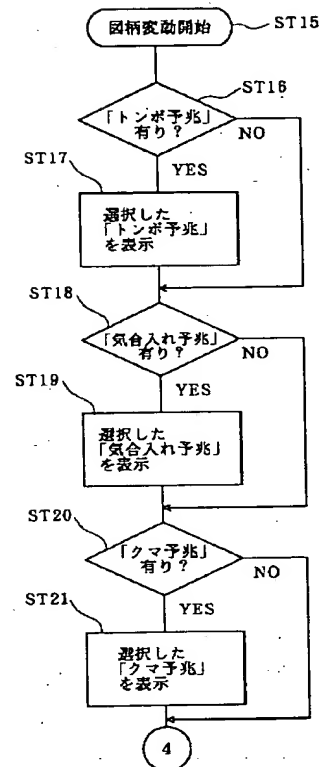 図柄変動開始
ST15
ST16
「トンボ予兆」
有り？
NO
YES
ST17
選択した
「トンボ予兆」
を表示
ST18
「気合入れ予兆」
有り？
NO
YES
ST19
選択した
「気合入れ予兆」
を表示
ST20
「クマ予兆」
有り？
NO
YES
ST21
選択した
「クマ予兆」
を表示
4